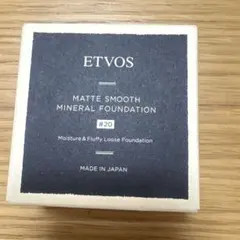 ETVOS
MATTE SMOOTH
MINERAL FOUNDATION
#20
Moisture & Fluffy Loose Foundation
MADE IN JAPAN